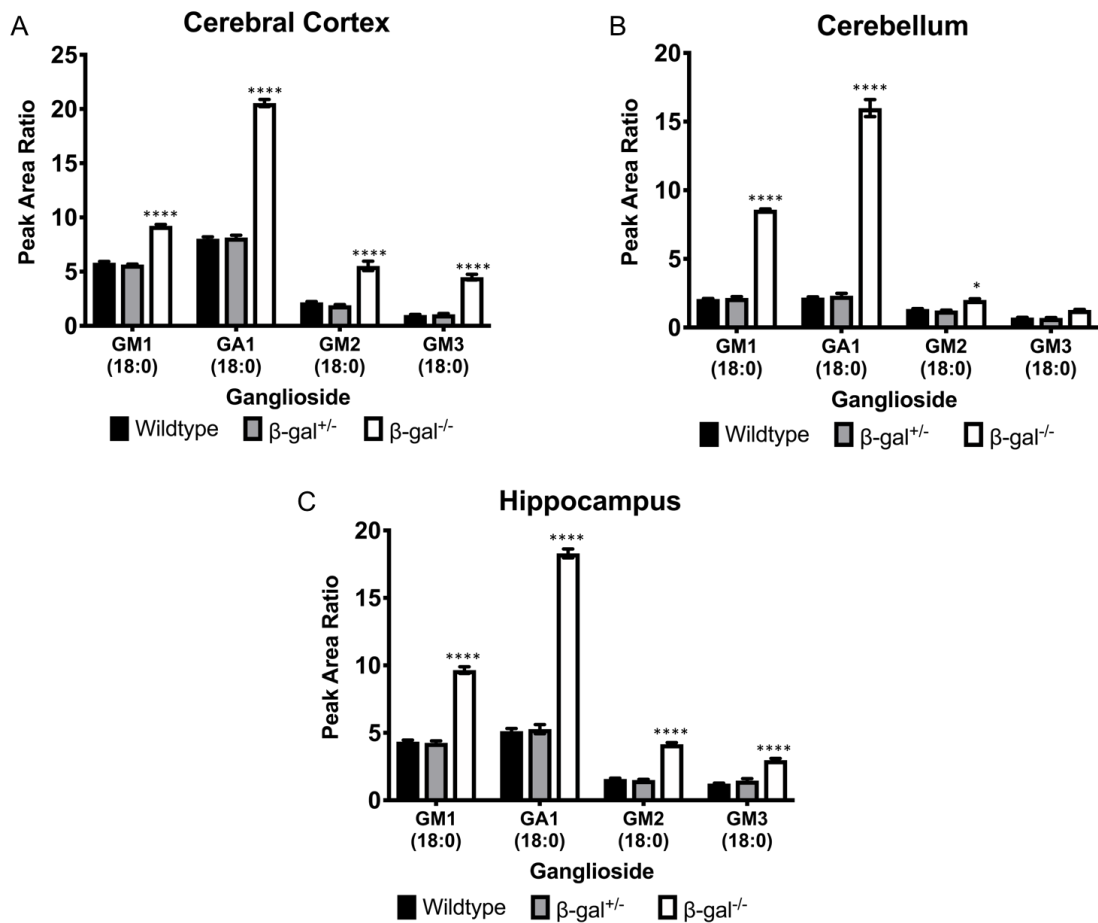 A
Cerebral Cortex
25
20
15
10
5
0
Peak Area Ratio
****
****
****
****
GM1 GA1 GM2 GM3
(18:0) (18:0) (18:0) (18:0)
Ganglioside
Wildtype β-gal+/- β-gal-/-
B
Cerebellum
20
15
10
5
0
Peak Area Ratio
****
****
*
GM1 GA1 GM2 GM3
(18:0) (18:0) (18:0) (18:0)
Ganglioside
Wildtype β-gal+/- β-gal-/-
C
Hippocampus
20
15
10
5
0
Peak Area Ratio
****
****
****
****
GM1 GA1 GM2 GM3
(18:0) (18:0) (18:0) (18:0)
Ganglioside
Wildtype β-gal+/- β-gal-/-